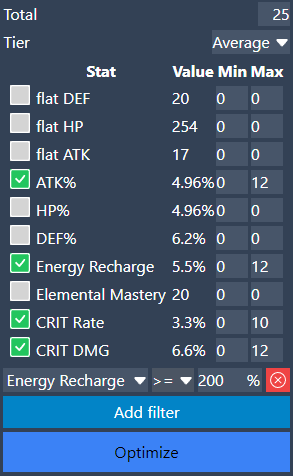 Total 25
Tier Average
Stat Value Min Max
flat DEF 20 0 0
flat HP 254 0 0
flat ATK 17 0 0
ATK% 4.96% 0 12
HP% 4.96% 0 0
DEF% 6.2% 0 0
Energy Recharge 5.5% 0 12
Elemental Mastery 20 0 0
CRIT Rate 3.3% 0 10
CRIT DMG 6.6% 0 12
Energy Recharge >= 200 %
Add filter
Optimize